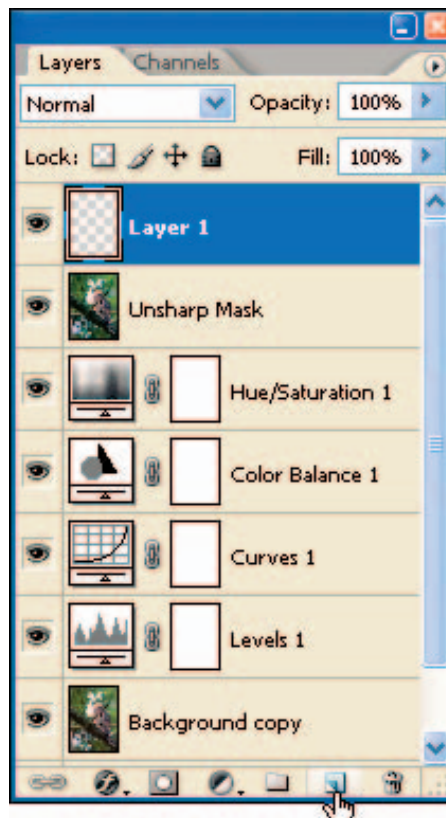 Layers Channels
Normal Opacity: 100%
Lock: Fill: 100%
Layer 1
Unsharp Mask
Hue/Saturation 1
Color Balance 1
Curves 1
Levels 1
Background copy